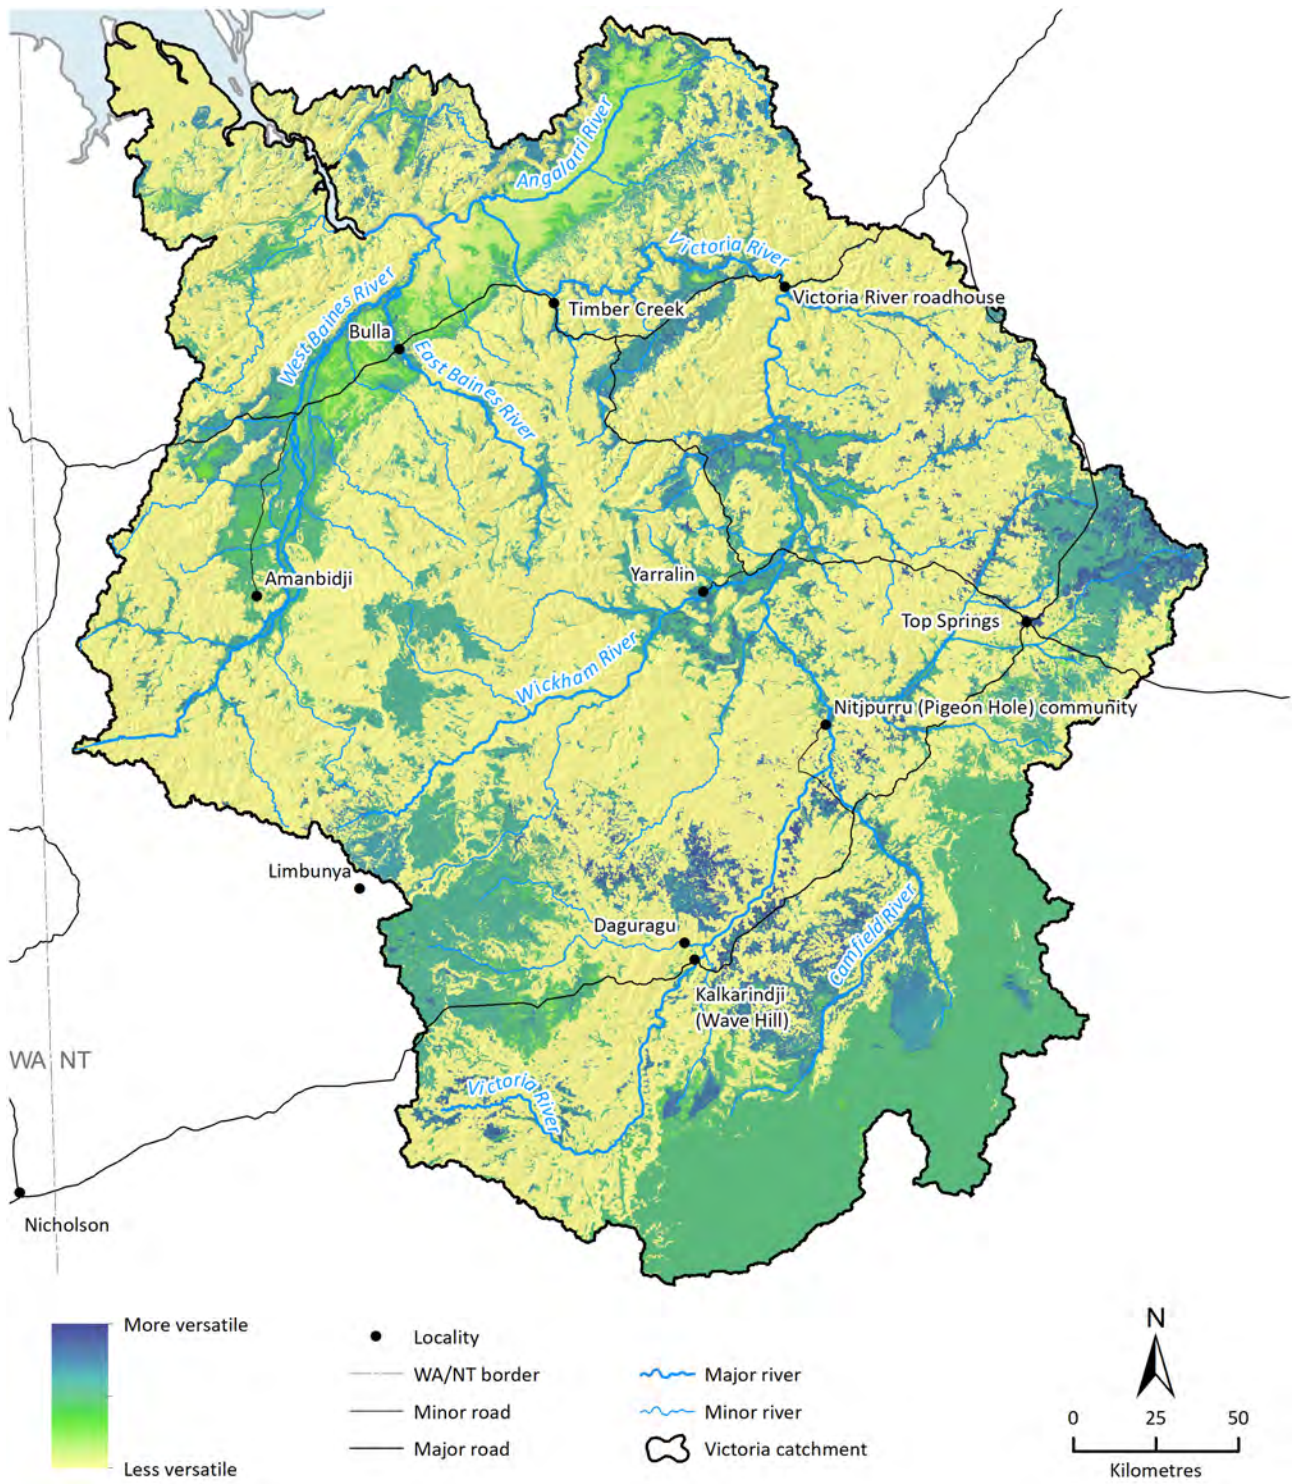 Angalarri River
Victoria River
Victoria River roadhouse
Timber Creek
West Baines River
Bulla
East Baines River
Amanbidji
Yarralin
Top Springs
Wickham River
Nitjpurru (Pigeon Hole) community
Limbunya
Daguragu
Camfield River
Kalkarindji
(Wave Hill)
WA NT
Victoria River
Nicholson
More versatile
Less versatile
Locality
WA/NT border
Minor road
Major road
Major river
Minor river
Victoria catchment
N
0 25 50
Kilometres